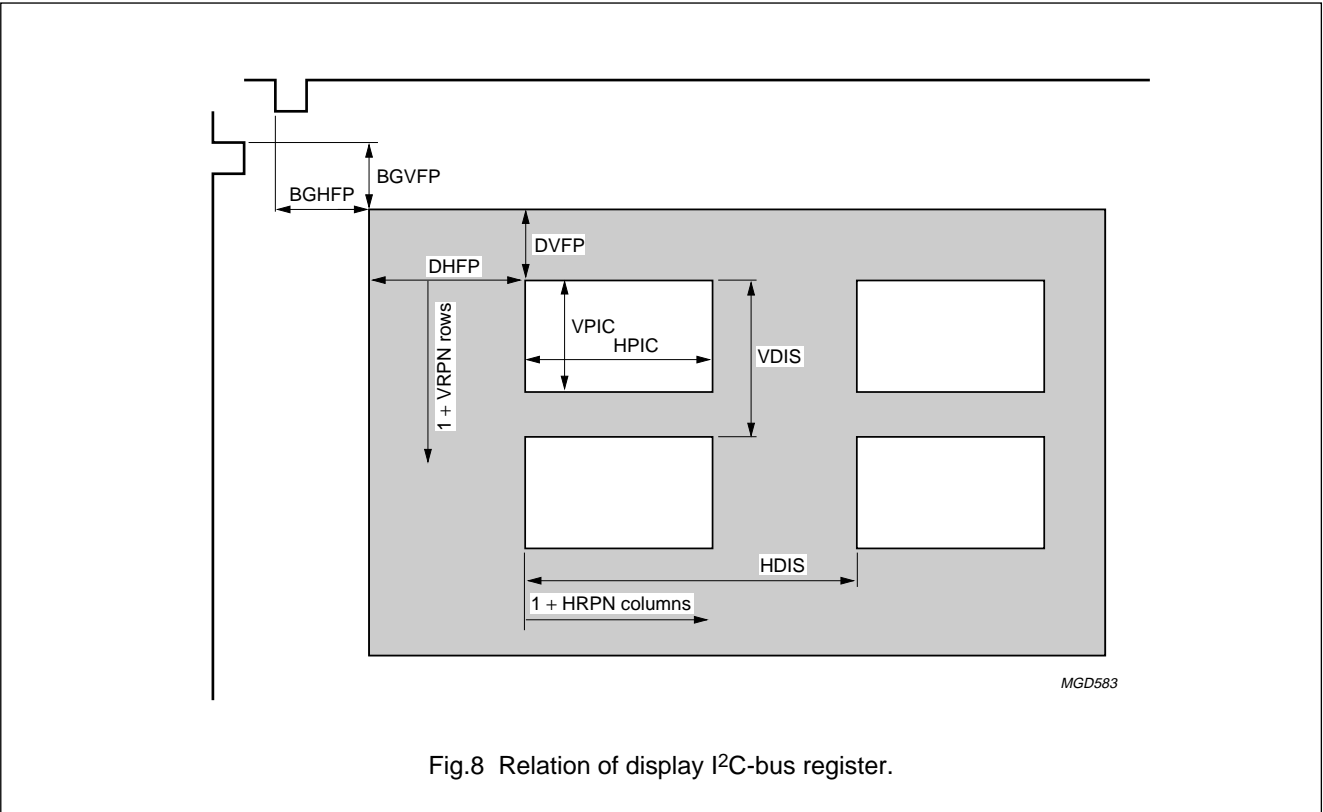 BGVFP
BGHFP
DVFP
DHFP
1 + VRPN rows
VPIC
HPIC
VDIS
HDIS
1 + HRPN columns
MGD583
Fig.8 Relation of display I²C-bus register.